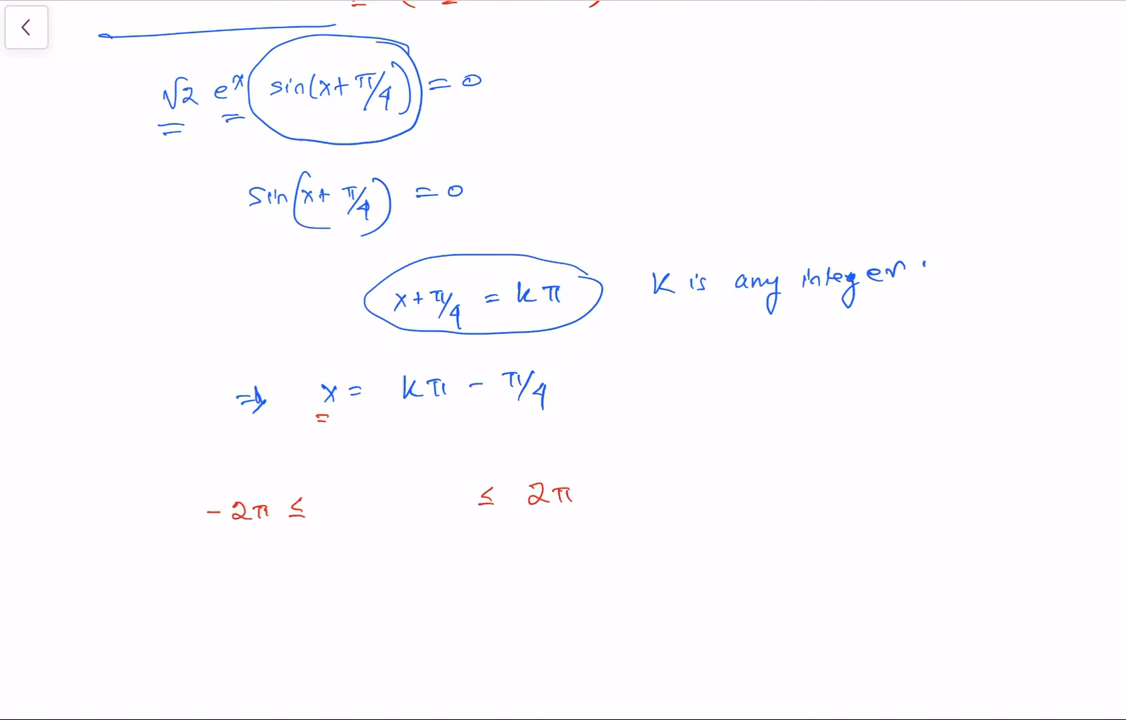 √2 e^x (sin(x+π/4)) = 0
sin(x+π/4) = 0
x+π/4 = kπ K is any integer.
⇒ x = kπ - π/4
-2π ≤ ≤ 2π